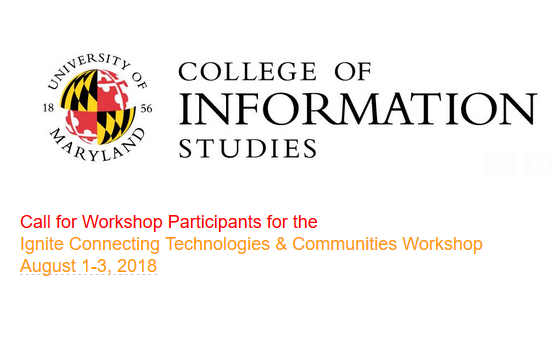 UNIVERSITY OF
18 56
MARYLAND
COLLEGE OF
INFORMATION
STUDIES
Call for Workshop Participants for the
Ignite Connecting Technologies & Communities Workshop
August 1-3, 2018